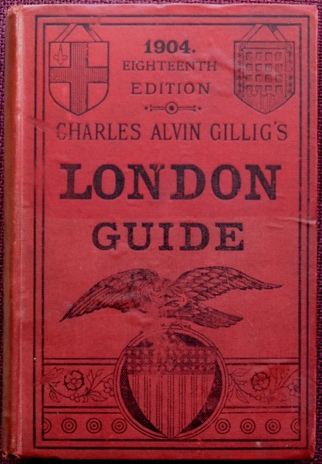 1904.
EIGHTEENTH
EDITION
CHARLES ALVIN GILLIG'S
LONDON
GUIDE